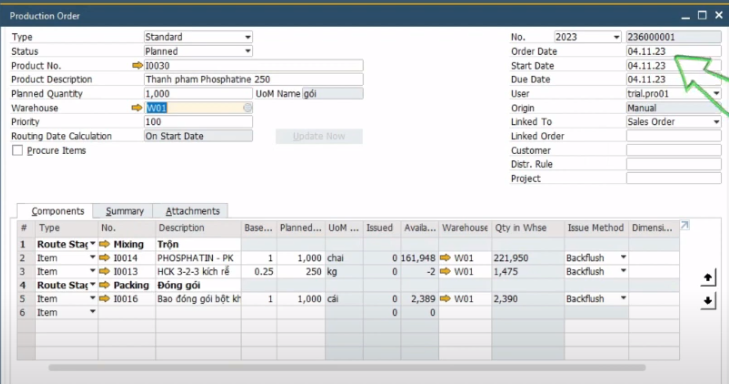 Production Order
Type Standard No. 2023 236000001
Status Planned Order Date 04.11.23
Product No. I0030 Start Date 04.11.23
Product Description Thanh pham Phosphatine 250 Due Date 04.11.23
Planned Quantity 1,000 UoM Name gói User trial.pro01
Warehouse W01 Origin Manual
Priority 100 Linked To Sales Order
Routing Date Calculation On Start Date Update Now Linked Order
Procure Items Customer
Distr. Rule
Project
Components Summary Attachments
# Type No. Description Base... Planned... UoM ... Issued Availa... Warehouse Qty in Whse Issue Method Dimensi...
1 Route Stag Mixing Trộn
2 Item I0014 PHOSPHATIN - PK 1 1,000 chai 0 161,948 W01 221,950 Backflush
3 Item I0013 HCK 3-2-3 kích rễ 0.25 250 kg 0 -2 W01 1,475 Backflush
4 Route Stag Packing Đóng gói
5 Item I0016 Bao đóng gói bột kh 1 1,000 cái 0 2,389 W01 2,390 Backflush
6 Item 0 0